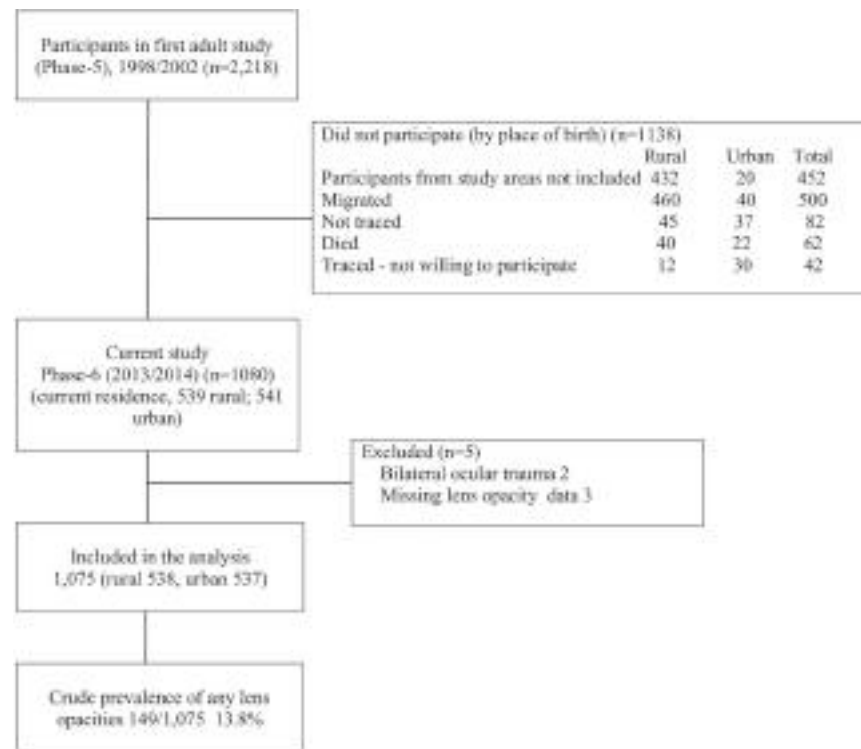 Participants in first adult study
(Phase-5), 1998/2002 (n=2,218)
Did not participate (by place of birth) (n=1138)
Rural Urban Total
Participants from study areas not included 432 20 452
Migrated 460 40 500
Not traced 45 37 82
Died 40 22 62
Traced - not willing to participate 12 30 42
Current study
Phase-6 (2013/2014) (n=1080)
(current residence, 539 rural; 541
urban)
Excluded (n=5)
Bilateral ocular trauma 2
Missing lens opacity data 3
Included in the analysis
1,075 (rural 538, urban 537)
Crude prevalence of any lens
opacities 149/1,075 13.8%